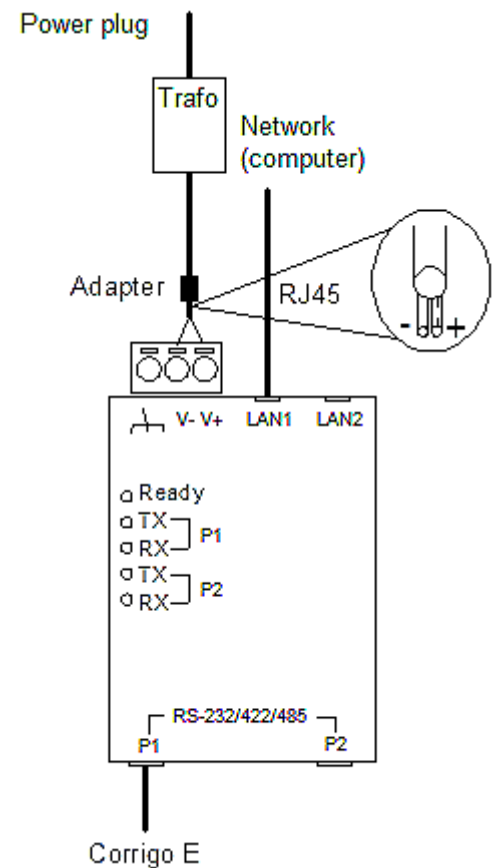 Power plug
Trafo
Network
(computer)
Adapter
RJ45
- +
V- V+ LAN1 LAN2
Ready
TX
P1
RX
TX
P2
RX
RS-232/422/485
P1 P2
Corrigo E